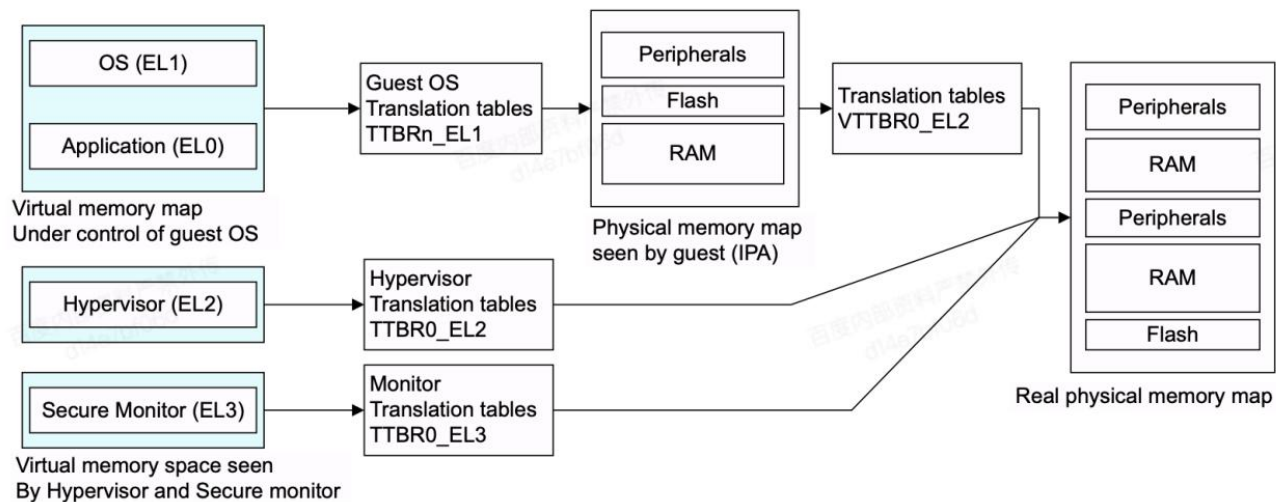 OS (EL1)
Application (EL0)
Virtual memory map
Under control of guest OS
Guest OS
Translation tables
TTBRn_EL1
Peripherals
Flash
RAM
Physical memory map
seen by guest (IPA)
Translation tables
VTTBR0_EL2
Peripherals
RAM
Peripherals
RAM
Flash
Real physical memory map
Hypervisor (EL2)
Hypervisor
Translation tables
TTBR0_EL2
Secure Monitor (EL3)
Monitor
Translation tables
TTBR0_EL3
Virtual memory space seen
By Hypervisor and Secure monitor